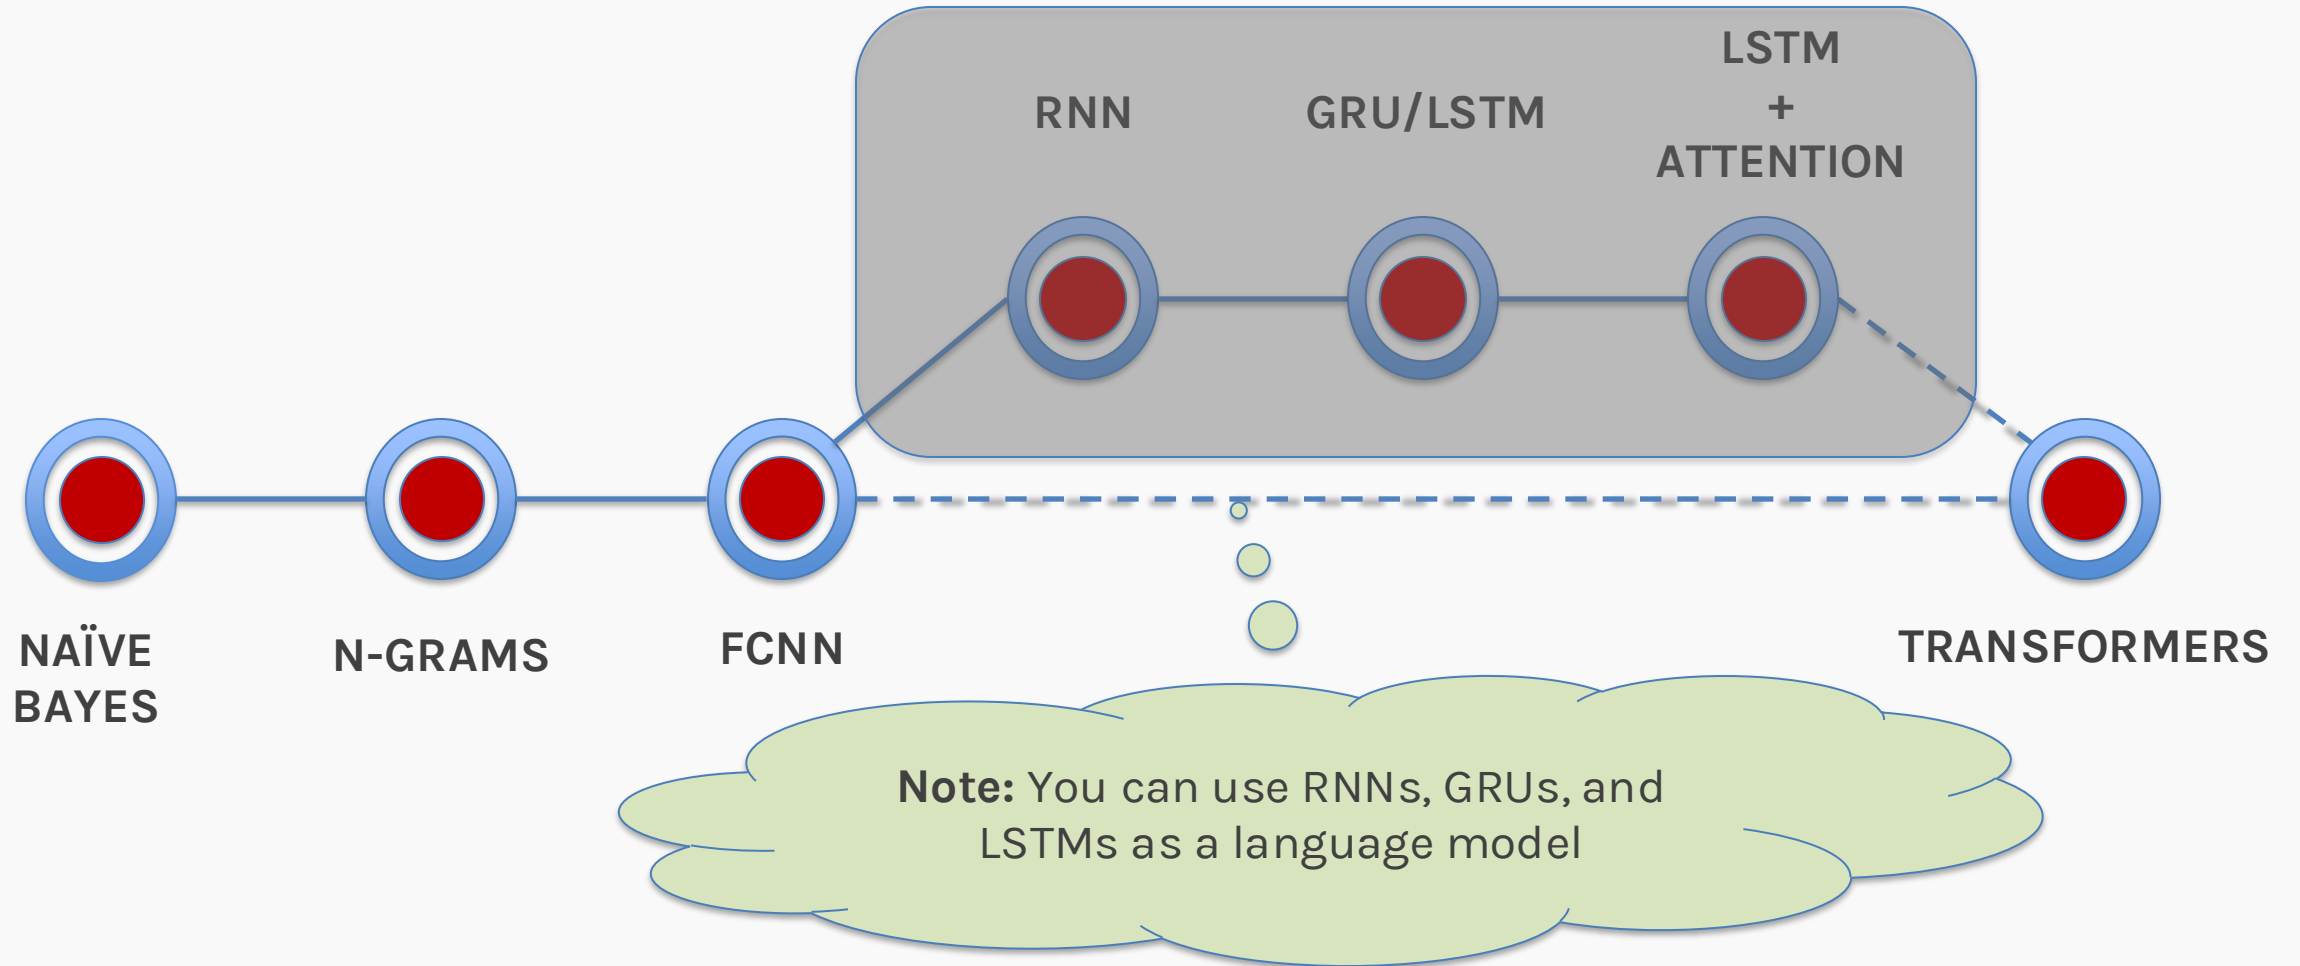 LSTM
+
ATTENTION
RNN
GRU/LSTM
NAÏVE
BAYES
N-GRAMS
FCNN
TRANSFORMERS
Note: You can use RNNs, GRUs, and
LSTMs as a language model